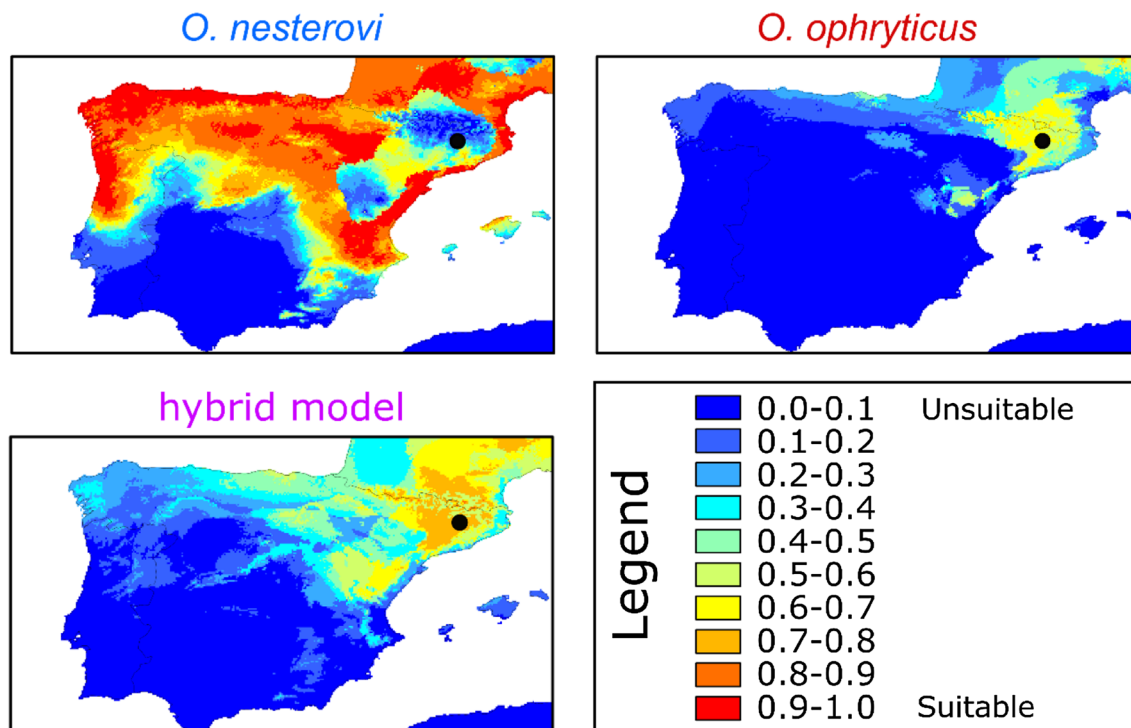 O. nesterovi
O. ophryticus
hybrid model
Legend
0.0-0.1 Unsuitable
0.1-0.2
0.2-0.3
0.3-0.4
0.4-0.5
0.5-0.6
0.6-0.7
0.7-0.8
0.8-0.9
0.9-1.0 Suitable